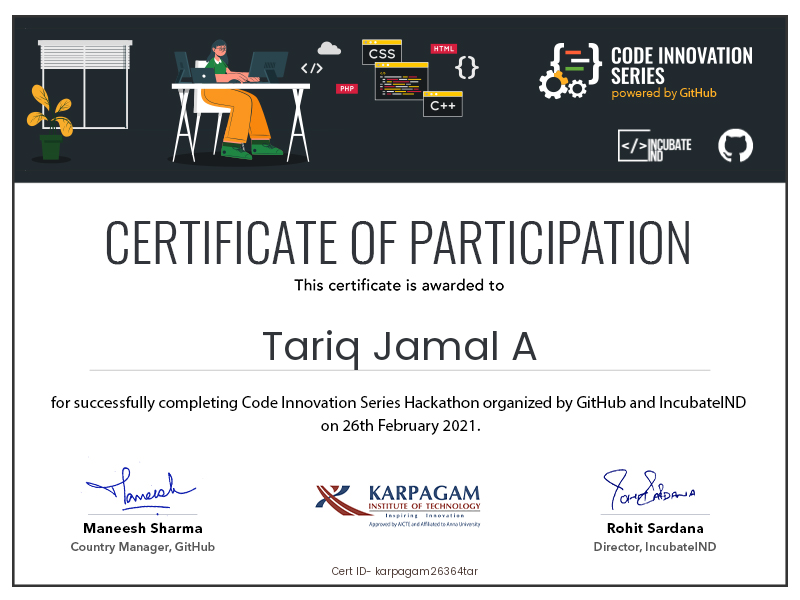 CSS
HTML
</>
{}
PHP
C++
CODE INNOVATION
SERIES
powered by GitHub
</> INCUBATE
IND
CERTIFICATE OF PARTICIPATION
This certificate is awarded to
Tariq Jamal A
for successfully completing Code Innovation Series Hackathon organized by GitHub and IncubateIND
on 26th February 2021.
Maneesh
Rohit Sardana
KARPAGAM
INSTITUTE OF TECHNOLOGY
Inspiring Innovation
Approved by AICTE and Affiliated to Anna University
Maneesh Sharma
Rohit Sardana
Country Manager, GitHub
Director, IncubateIND
Cert ID- karpagam26364tar